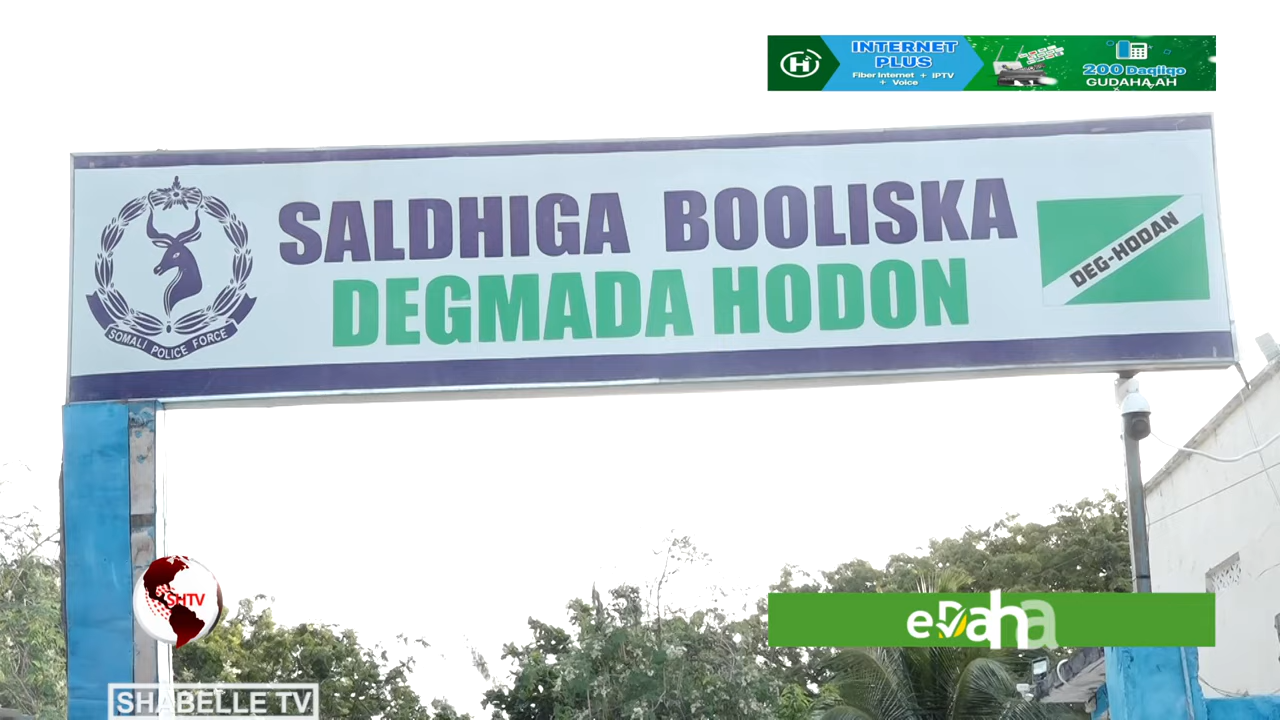 INTERNET
PLUS
Fiber Internet + IPTV
+ Voice
200 Daqiiqo
GUDAHA AH
SALDHIGA BOOLISKA
DEGMADA HODON
DEG-HODAN
SOMALI POLICE FORCE
SHTV
eDahab
SHABELLE TV